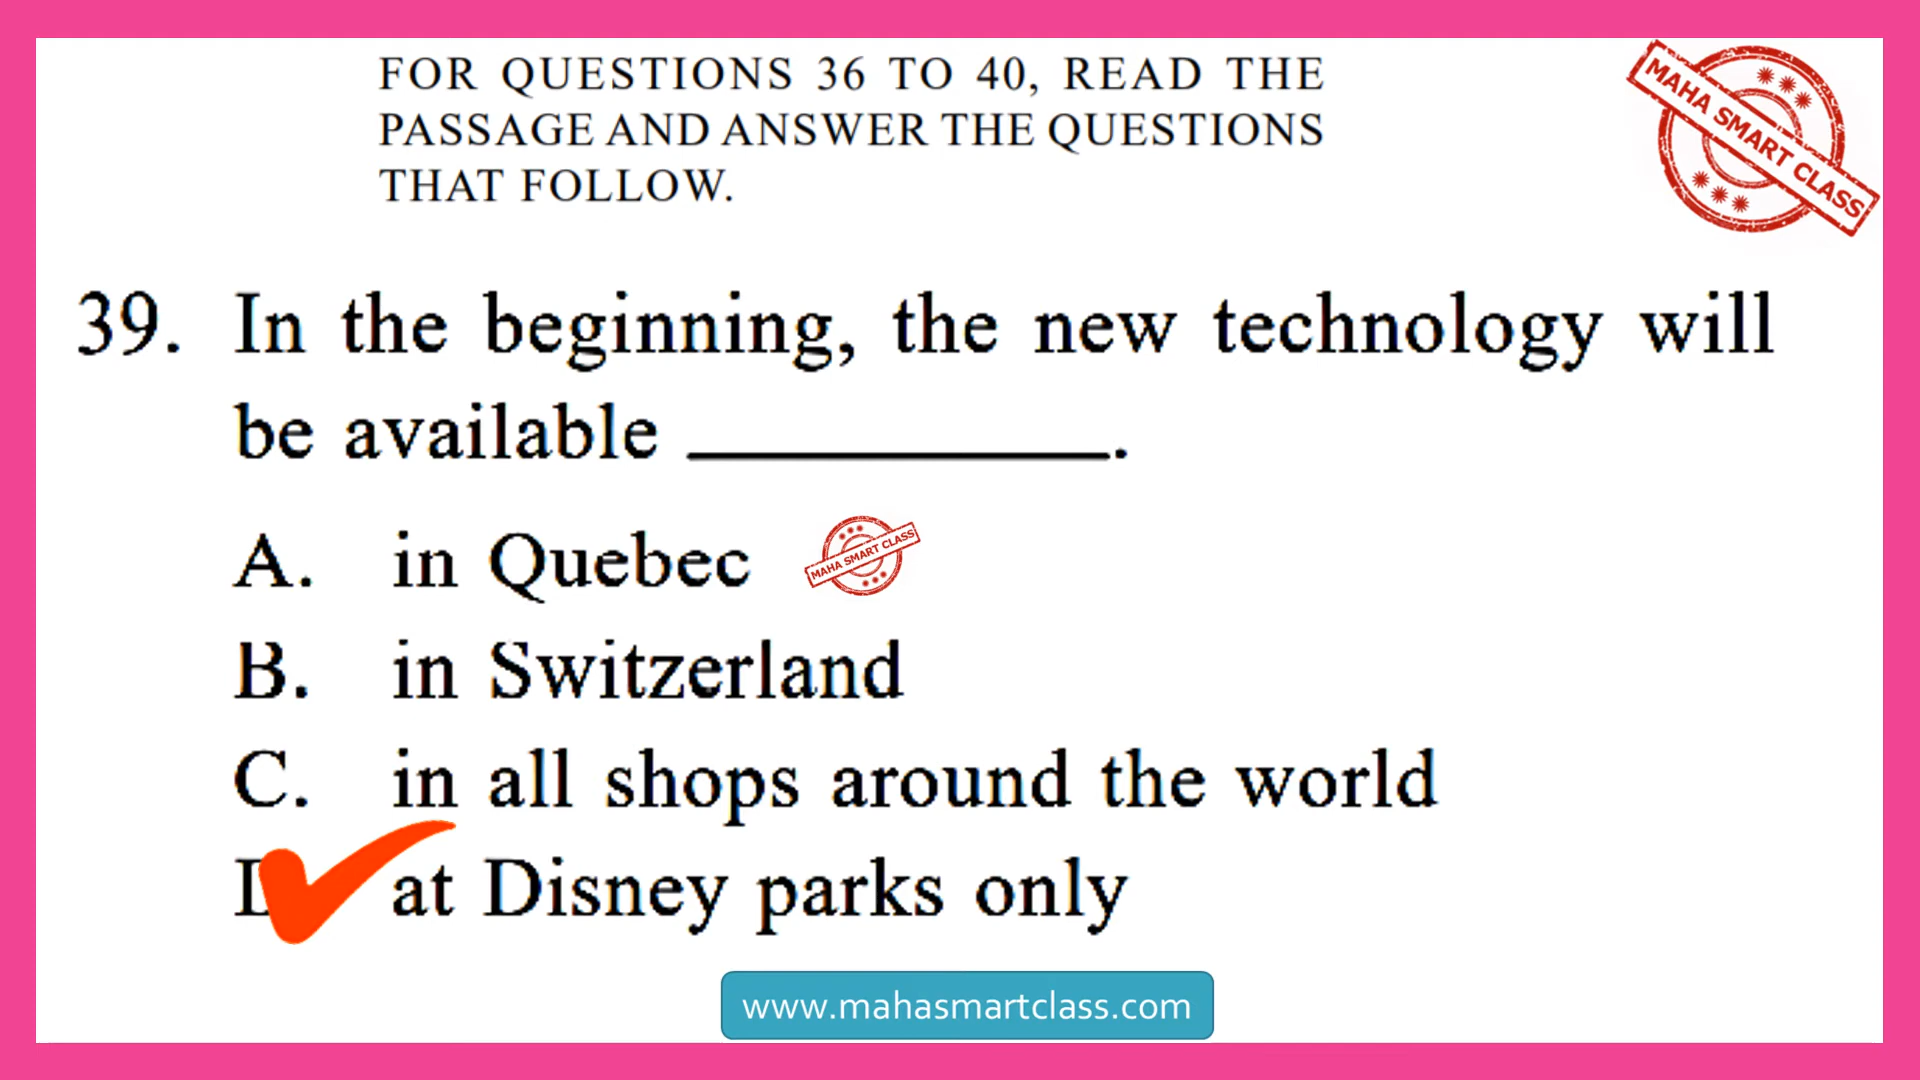 FOR QUESTIONS 36 TO 40, READ THE
PASSAGE AND ANSWER THE QUESTIONS
THAT FOLLOW.
MAHA SMART CLASS
39. In the beginning, the new technology will
be available __________.
A. in Quebec
MAHA SMART CLASS
B. in Switzerland
C. in all shops around the world
at Disney parks only
www.mahasmartclass.com